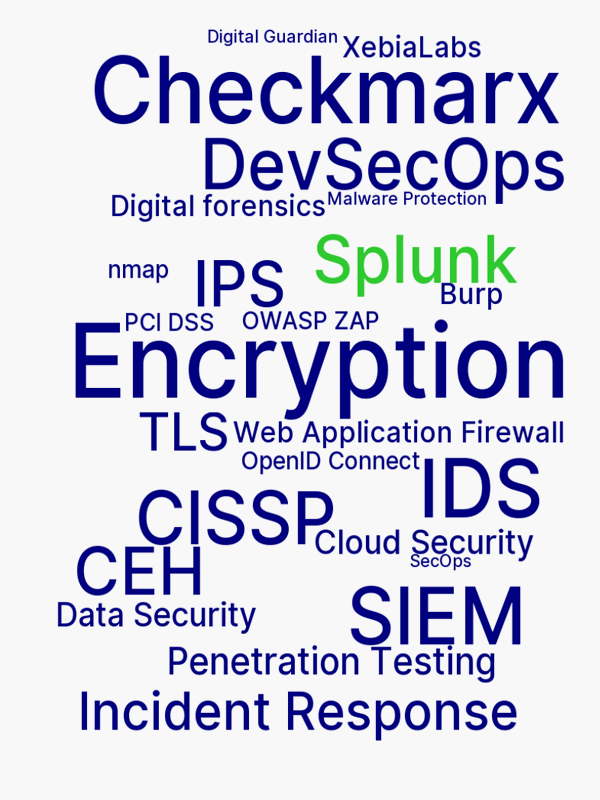 Digital Guardian
XebiaLabs
Checkmarx
DevSecOps
Malware Protection
Digital forensics
Splunk
nmap
IPS
Burp
PCI DSS
OWASP ZAP
Encryption
TLS
Web Application Firewall
OpenID Connect
IDS
CISSP
Cloud Security
SecOps
CEH
Data Security
SIEM
Penetration Testing
Incident Response